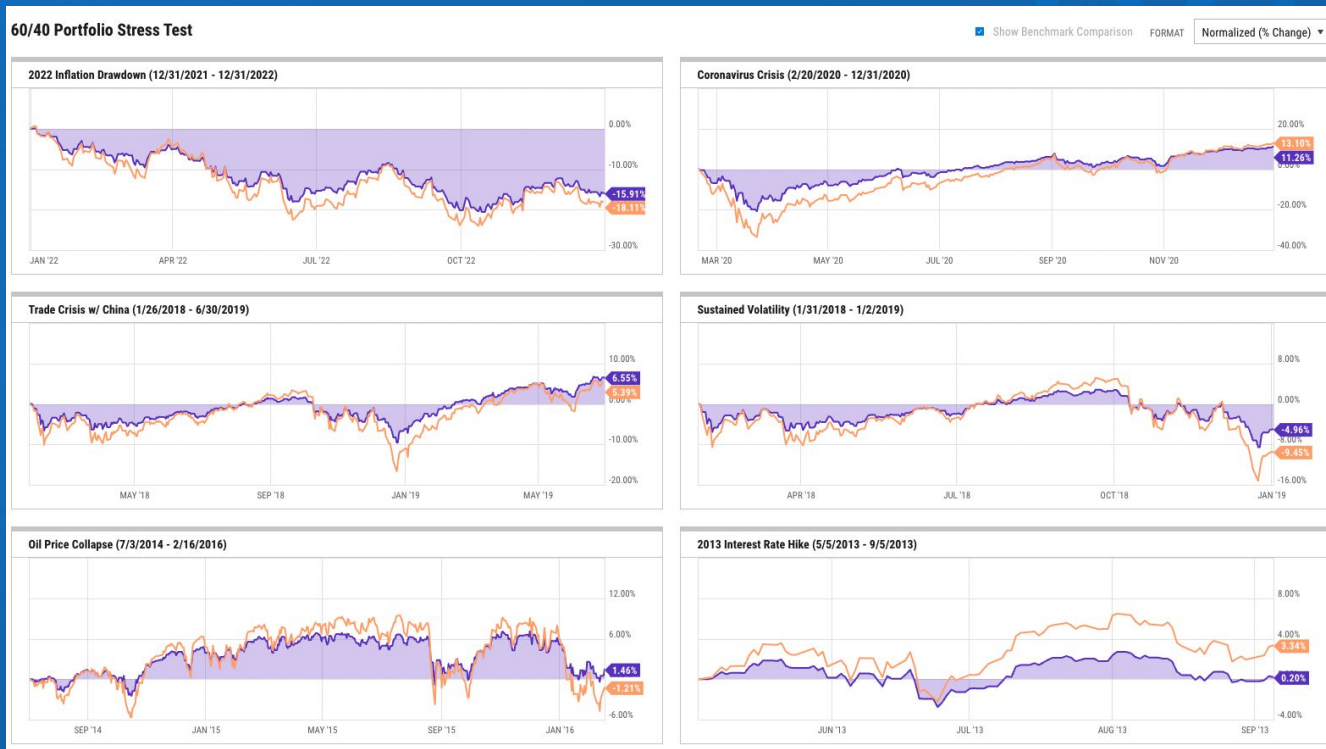 60/40 Portfolio Stress Test
Show Benchmark Comparison FORMAT Normalized (% Change)
2022 Inflation Drawdown (12/31/2021 - 12/31/2022)
0.00%
-10.00%
-15.91%
-18.11%
-30.00%
JAN '22 APR '22 JUL '22 OCT '22
Coronavirus Crisis (2/20/2020 - 12/31/2020)
20.00%
13.10%
11.26%
0.00%
-20.00%
-40.00%
MAR '20 MAY '20 JUL '20 SEP '20 NOV '20
Trade Crisis w/ China (1/26/2018 - 6/30/2019)
10.00%
6.55%
5.39%
0.00%
-10.00%
-20.00%
MAY '18 SEP '18 JAN '19 MAY '19
Sustained Volatility (1/31/2018 - 1/2/2019)
8.00%
0.00%
-4.96%
-8.00%
-9.45%
-16.00%
APR '18 JUL '18 OCT '18 JAN '19
Oil Price Collapse (7/3/2014 - 2/16/2016)
12.00%
6.00%
1.46%
-1.21%
-6.00%
SEP '14 JAN '15 MAY '15 SEP '15 JAN '16
2013 Interest Rate Hike (5/5/2013 - 9/5/2013)
8.00%
4.00%
3.34%
0.20%
-4.00%
JUN '13 JUL '13 AUG '13 SEP '13